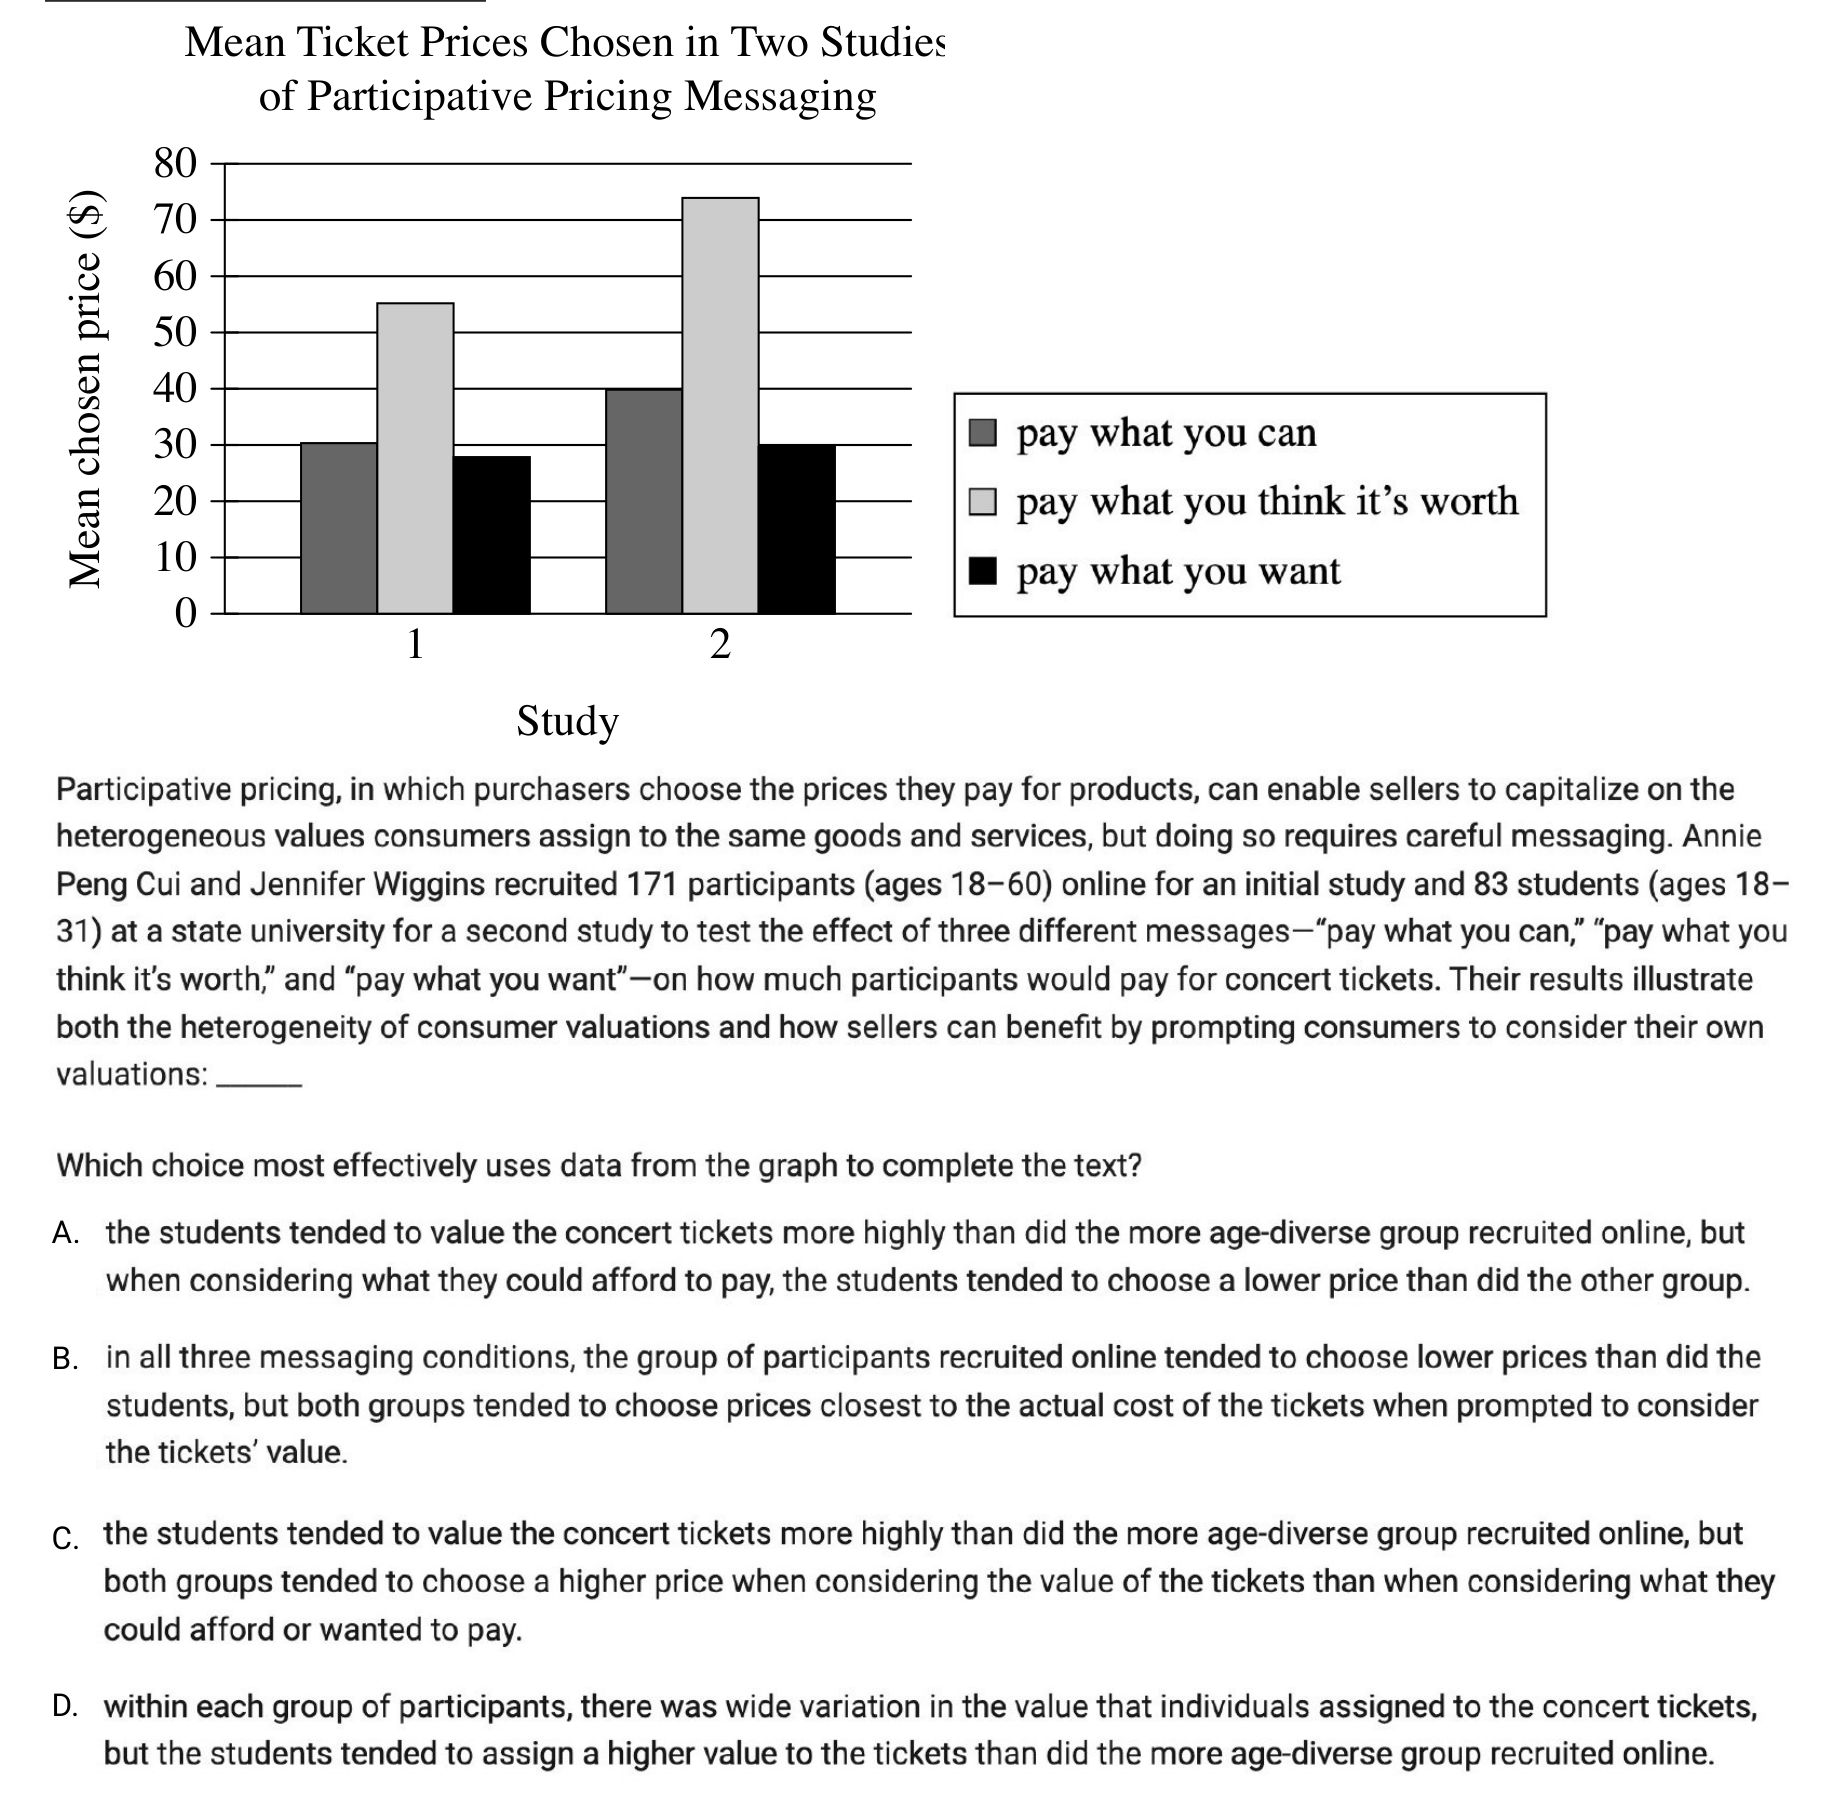 Mean Ticket Prices Chosen in Two Studies
of Participative Pricing Messaging
Mean chosen price ($)
80
70
60
50
40
30
20
10
0
1 2
Study
pay what you can
pay what you think it’s worth
pay what you want
Participative pricing, in which purchasers choose the prices they pay for products, can enable sellers to capitalize on the
heterogeneous values consumers assign to the same goods and services, but doing so requires careful messaging. Annie
Peng Cui and Jennifer Wiggins recruited 171 participants (ages 18–60) online for an initial study and 83 students (ages 18–
31) at a state university for a second study to test the effect of three different messages—“pay what you can,” “pay what you
think it’s worth,” and “pay what you want”—on how much participants would pay for concert tickets. Their results illustrate
both the heterogeneity of consumer valuations and how sellers can benefit by prompting consumers to consider their own
valuations: ______
Which choice most effectively uses data from the graph to complete the text?
A. the students tended to value the concert tickets more highly than did the more age-diverse group recruited online, but
when considering what they could afford to pay, the students tended to choose a lower price than did the other group.
B. in all three messaging conditions, the group of participants recruited online tended to choose lower prices than did the
students, but both groups tended to choose prices closest to the actual cost of the tickets when prompted to consider
the tickets’ value.
C. the students tended to value the concert tickets more highly than did the more age-diverse group recruited online, but
both groups tended to choose a higher price when considering the value of the tickets than when considering what they
could afford or wanted to pay.
D. within each group of participants, there was wide variation in the value that individuals assigned to the concert tickets,
but the students tended to assign a higher value to the tickets than did the more age-diverse group recruited online.